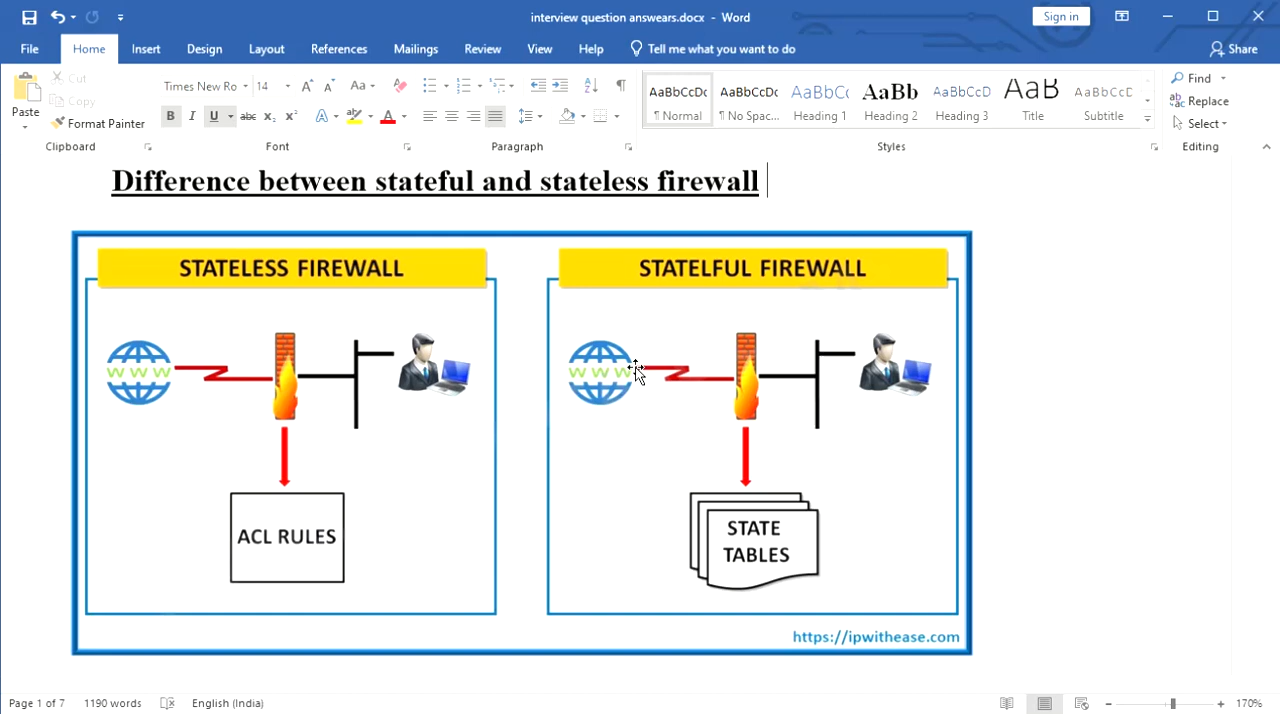 interview question answears.docx - Word
Sign in
File Home Insert Design Layout References Mailings Review View Help Tell me what you want to do Share
Paste
Cut
Copy
Format Painter
Clipboard
Times New Ro 14
Font
Paragraph
AaBbCcDc AaBbCcDc AaBbCc AaBbCc AaBbCcD AaB AaBbCcD
¶ Normal ¶ No Spac... Heading 1 Heading 2 Heading 3 Title Subtitle
Styles
Find
Replace
Select
Editing
Difference between stateful and stateless firewall
STATELESS FIREWALL
WWW
ACL RULES
STATELFUL FIREWALL
WWW
STATE
TABLES
https://ipwithease.com
Page 1 of 7 1190 words English (India) 170%